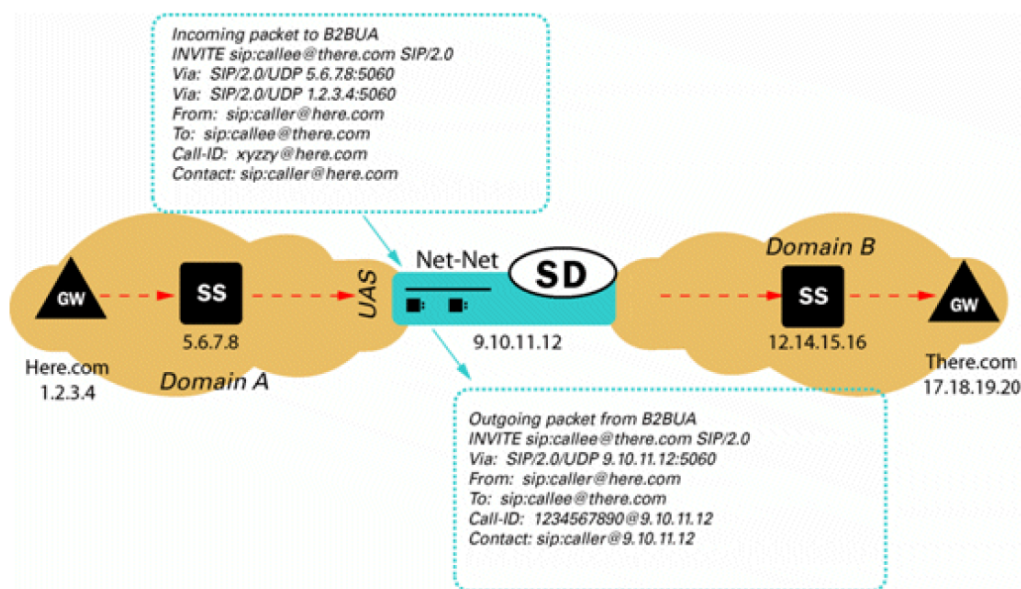 Incoming packet to B2BUA
INVITE sip:callee@there.com SIP/2.0
Via: SIP/2.0/UDP 5.6.7.8:5060
Via: SIP/2.0/UDP 1.2.3.4:5060
From: sip:caller@here.com
To: sip:callee@there.com
Call-ID: xyzzy@here.com
Contact: sip:caller@here.com
GW
Here.com
1.2.3.4
SS
5.6.7.8
Domain A
UAS
Net-Net
SD
9.10.11.12
Domain B
SS
12.14.15.16
GW
There.com
17.18.19.20
Outgoing packet from B2BUA
INVITE sip:callee@there.com SIP/2.0
Via: SIP/2.0/UDP 9.10.11.12:5060
From: sip:caller@here.com
To: sip:callee@there.com
Call-ID: 1234567890@9.10.11.12
Contact: sip:caller@9.10.11.12